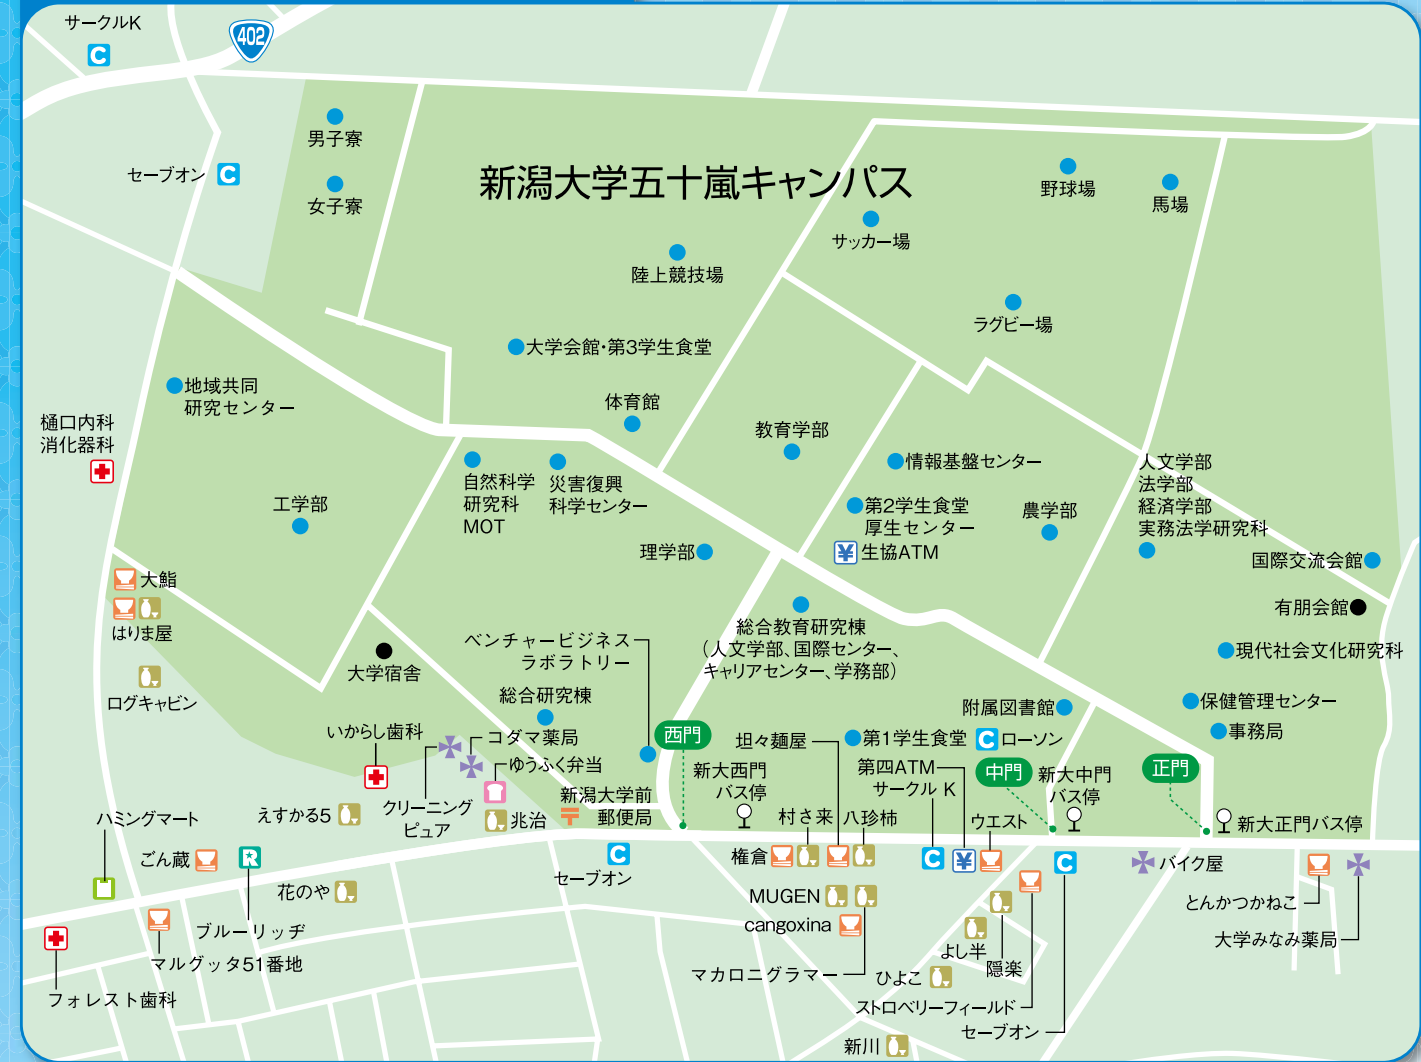 サークルK
C
402
男子寮
セーブオン
C
女子寮
新潟大学五十嵐キャンパス
野球場
馬場
サッカー場
陸上競技場
ラグビー場
大学会館・第3学生食堂
地域共同
研究センター
体育館
樋口内科
消化器科
教育学部
情報基盤センター
人文学部
法学部
経済学部
実務法学研究科
自然科学
研究科
MOT
災害復興
科学センター
工学部
第2学生食堂
厚生センター
農学部
理学部
¥
生協ATM
国際交流会館
大鮨
はりま屋
有朋会館
ベンチャービジネス
ラボラトリー
総合教育研究棟
(人文学部、国際センター、
キャリアセンター、学務部)
現代社会文化研究科
大学宿舎
ログキャビン
総合研究棟
附属図書館
保健管理センター
いからし歯科
コダマ薬局
西門
坦々麺屋
第1学生食堂
C
ローソン
事務局
ゆうふく弁当
新大西門
バス停
第四ATM
サークル K
中門
新大中門
バス停
正門
クリーニング
ピュア
新潟大学前
郵便局
〒
えすかる5
兆治
村さ来
八珍柿
ウエスト
新大正門バス停
ハミングマート
ごん蔵
R
C
セーブオン
権倉
C
¥
C
バイク屋
花のや
MUGEN
とんかつかねこ
cangoxina
ブルーリッヂ
大学みなみ薬局
よし半
マルグッタ51番地
隠楽
マカロニグラマー
ひよこ
フォレスト歯科
ストロベリーフィールド
セーブオン
新川